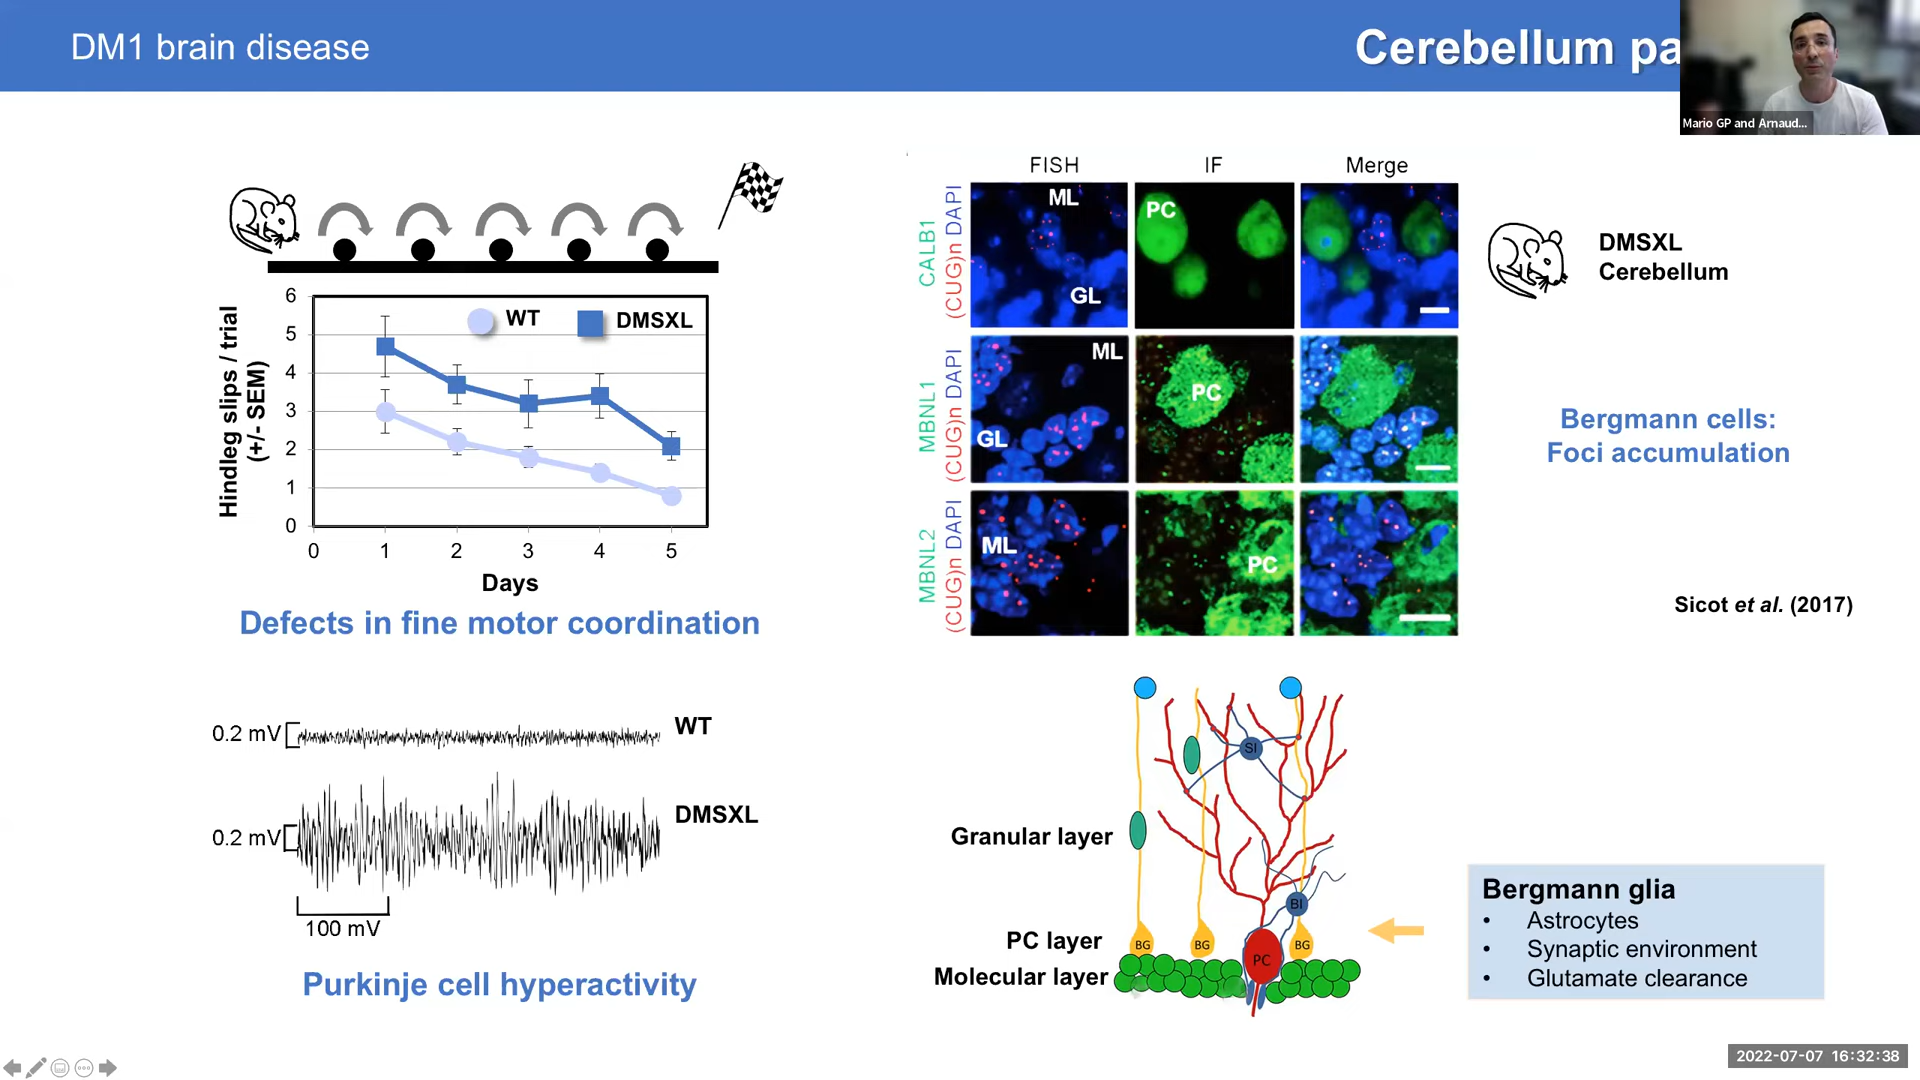 DM1 brain disease
Cerebellum pa
Mario GP and Arnaud...
6
5
4
3
2
1
0
0 1 2 3 4 5
Hindleg slips / trial
(+/- SEM)
WT
DMSXL
Days
Defects in fine motor coordination
0.2 mV
WT
0.2 mV
DMSXL
100 mV
Purkinje cell hyperactivity
FISH IF Merge
CALB1
(CUG)n DAPI
ML
GL
PC
MBNL1
(CUG)n DAPI
ML
GL
PC
MBNL2
(CUG)n DAPI
ML
PC
DMSXL
Cerebellum
Bergmann cells:
Foci accumulation
Sicot et al. (2017)
SI
Granular layer
BI
PC layer
BG BG PC BG
Molecular layer
Bergmann glia
• Astrocytes
• Synaptic environment
• Glutamate clearance
2022-07-07 16:32:38